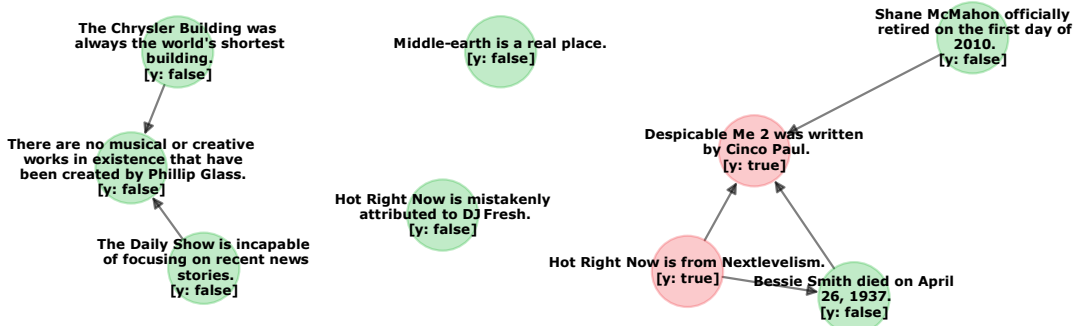 The Chrysler Building was
always the world's shortest
building.
[y: false]
Middle-earth is a real place.
[y: false]
Shane McMahon officially
retired on the first day of
2010.
[y: false]
There are no musical or creative
works in existence that have
been created by Phillip Glass.
[y: false]
Despicable Me 2 was written
by Cinco Paul.
[y: true]
Hot Right Now is mistakenly
attributed to DJ Fresh.
[y: false]
The Daily Show is incapable
of focusing on recent news
stories.
[y: false]
Hot Right Now is from Nextlevelism.
[y: true]
Bessie Smith died on April
26, 1937.
[y: false]